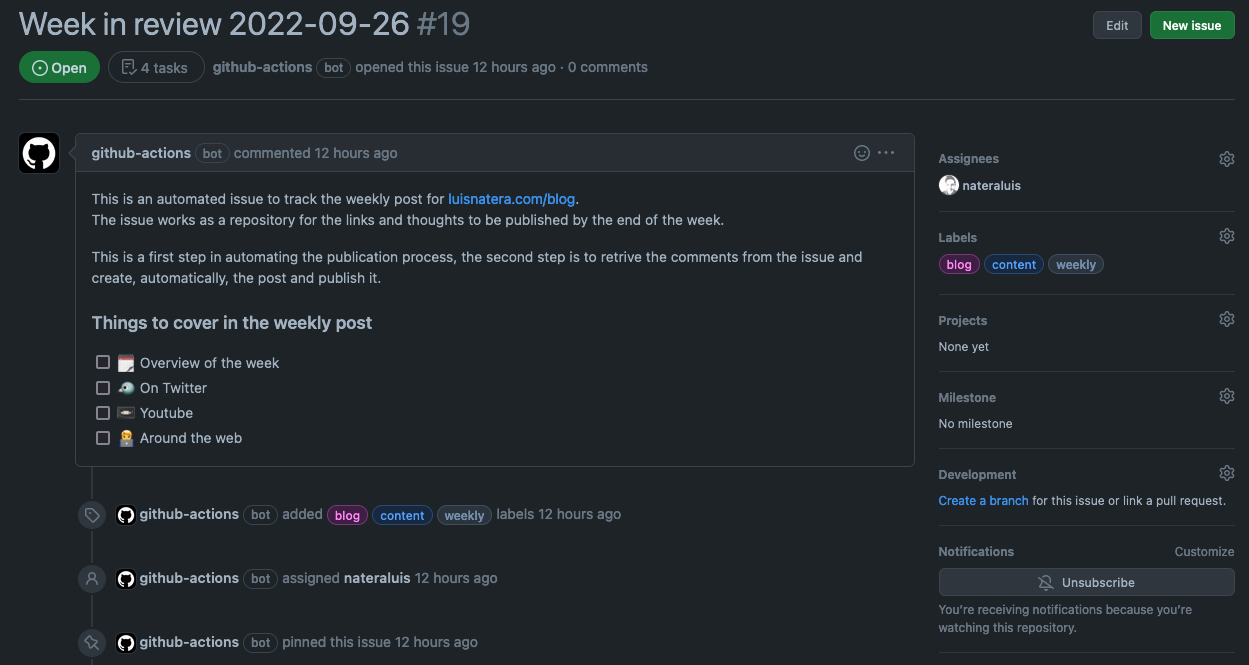 Week in review 2022-09-26 #19
Edit
New issue
Open
4 tasks
github-actions bot opened this issue 12 hours ago · 0 comments
github-actions bot commented 12 hours ago
This is an automated issue to track the weekly post for luisnatera.com/blog.
The issue works as a repository for the links and thoughts to be published by the end of the week.
This is a first step in automating the publication process, the second step is to retrive the comments from the issue and
create, automatically, the post and publish it.
Things to cover in the weekly post
Overview of the week
On Twitter
Youtube
Around the web
github-actions bot added blog content weekly labels 12 hours ago
github-actions bot assigned nateraluis 12 hours ago
github-actions bot pinned this issue 12 hours ago
Assignees
nateraluis
Labels
blog content weekly
Projects
None yet
Milestone
No milestone
Development
Create a branch for this issue or link a pull request.
Notifications
Customize
Unsubscribe
You're receiving notifications because you're
watching this repository.